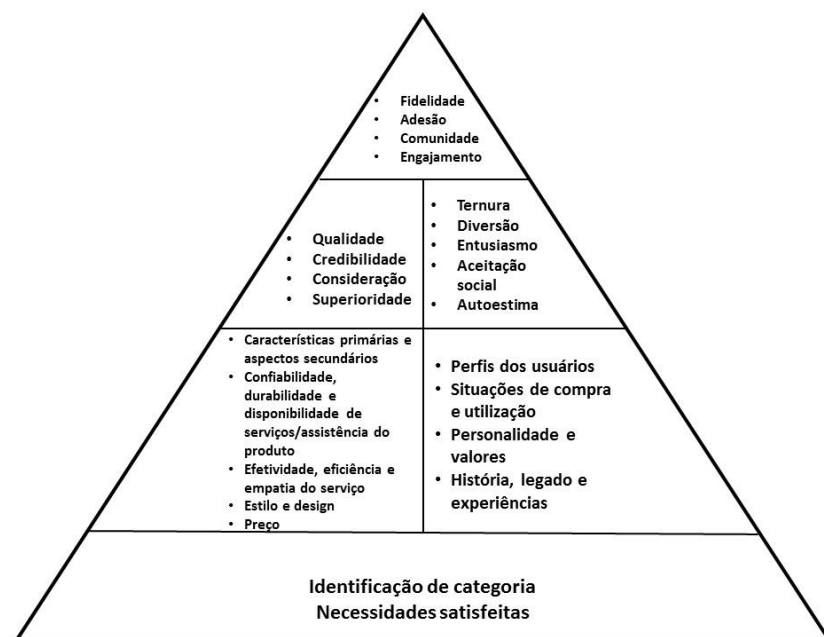 • Fidelidade
• Adesão
• Comunidade
• Engajamento
• Qualidade
• Credibilidade
• Consideração
• Superioridade
• Ternura
• Diversão
• Entusiasmo
• Aceitação
social
• Autoestima
• Características primárias e
aspectos secundários
• Confiabilidade,
durabilidade e
disponibilidade de
serviços/assistência do
produto
• Efetividade, eficiência e
empatia do serviço
• Estilo e design
• Preço
• Perfis dos usuários
• Situações de compra
e utilização
• Personalidade e
valores
• História, legado e
experiências
Identificação de categoria
Necessidades satisfeitas